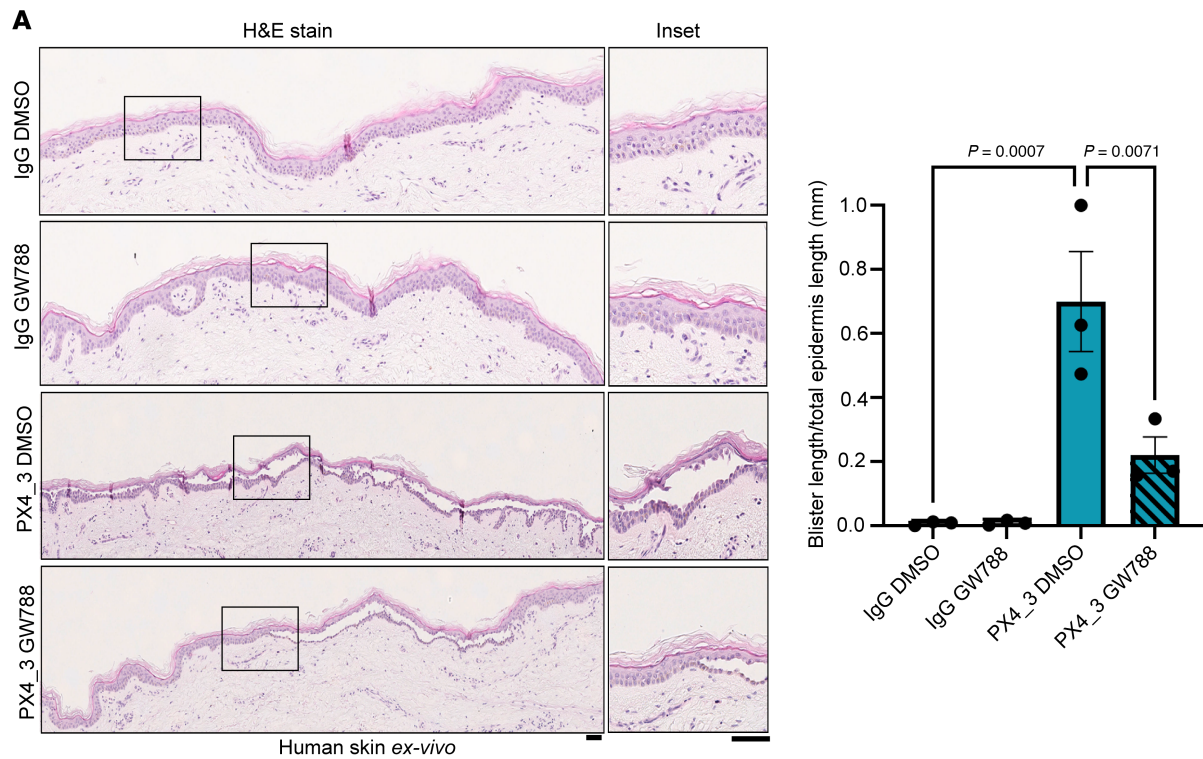 A
H&E stain
Inset
IgG DMSO
IgG GW788
PX4_3 DMSO
PX4_3 GW788
Human skin ex-vivo
P = 0.0007
P = 0.0071
Blister length/total epidermis length (mm)
1.0
0.8
0.6
0.4
0.2
0.0
IgG DMSO
IgG GW788
PX4_3 DMSO
PX4_3 GW788